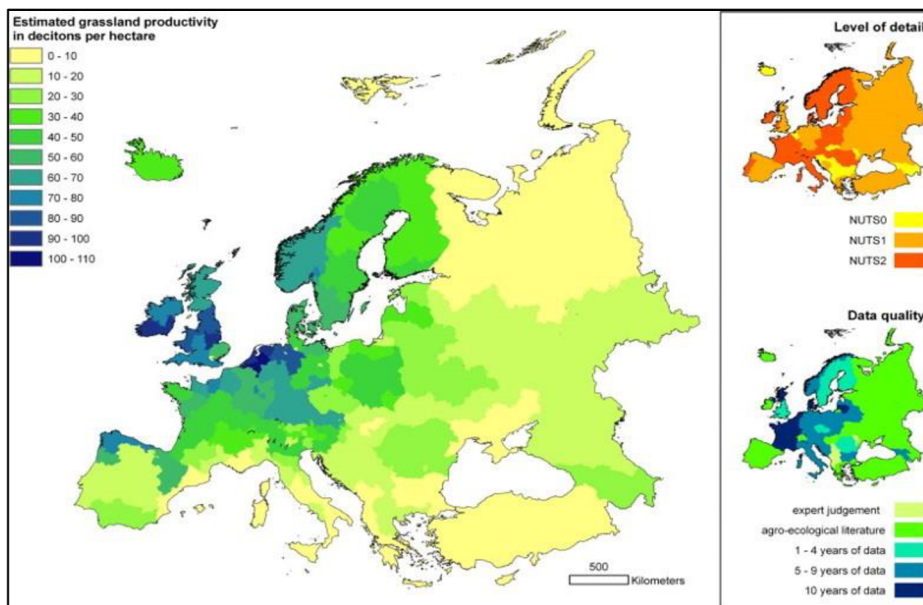 Estimated grassland productivity
in decitons per hectare
0 - 10
10 - 20
20 - 30
30 - 40
40 - 50
50 - 60
60 - 70
70 - 80
80 - 90
90 - 100
100 - 110
500
Kilometers
Level of detail
NUTS0
NUTS1
NUTS2
Data quality
expert judgement
agro-ecological literature
1 - 4 years of data
5 - 9 years of data
10 years of data